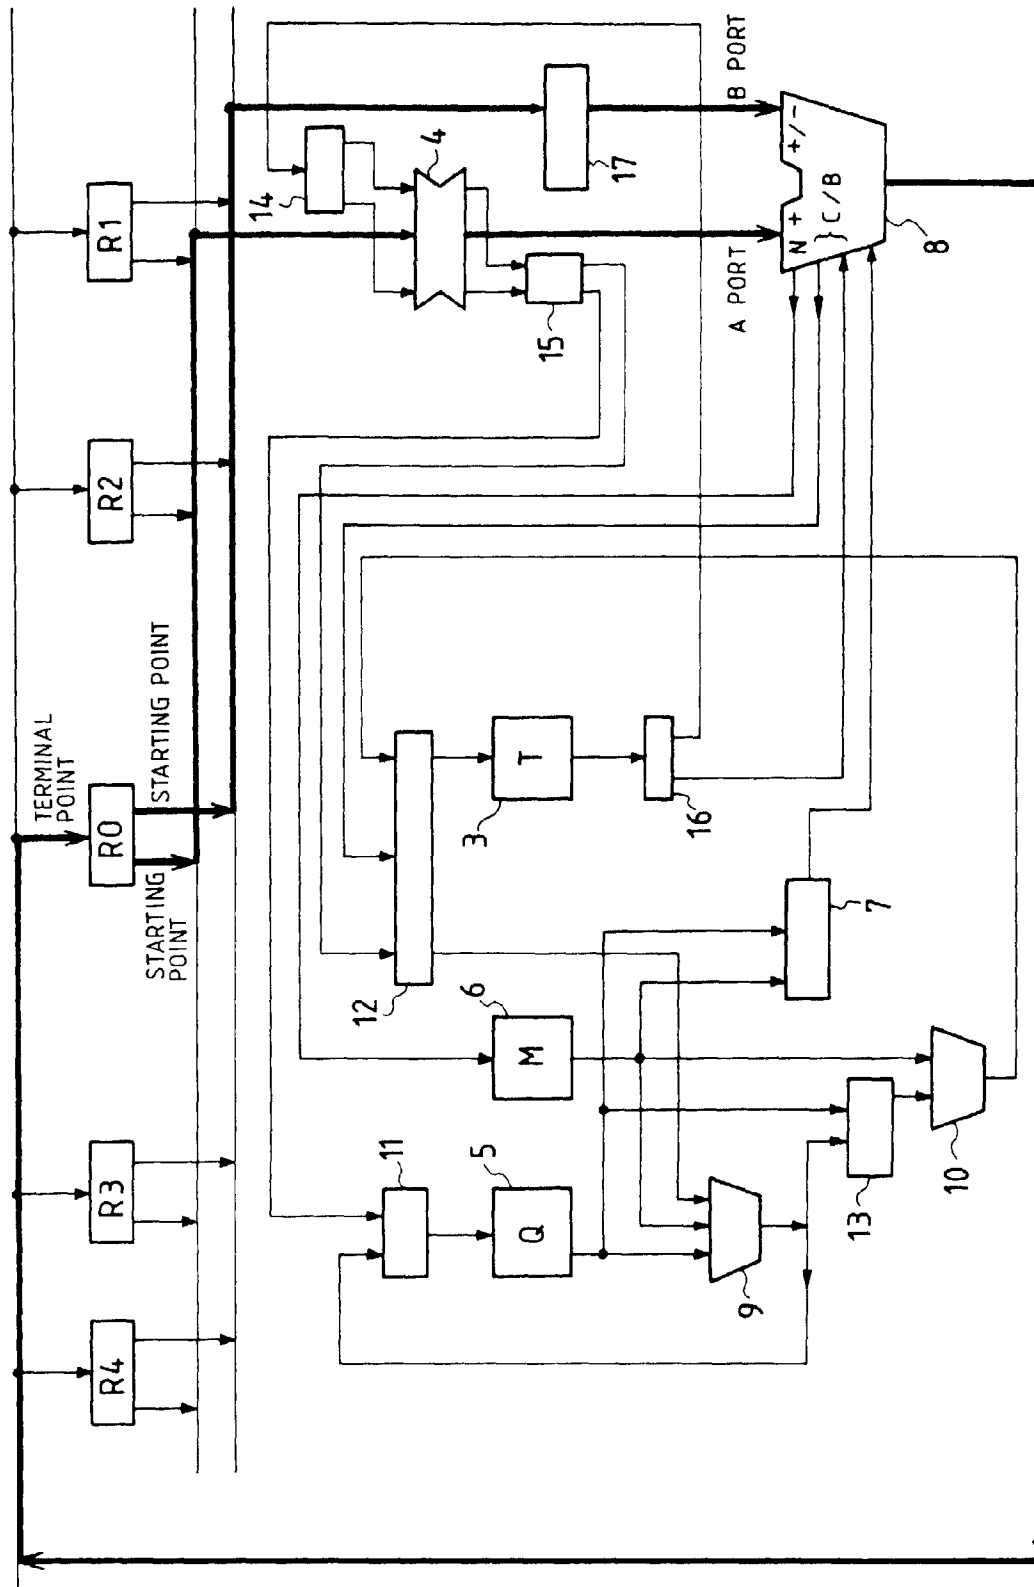 R4
R3
R0
R2
R1
TERMINAL
POINT
STARTING
POINT
STARTING POINT
14
4
17
B PORT
A PORT
15
N + +/-
} C/B
8
12
3
T
16
6
M
7
11
5
Q
9
13
10